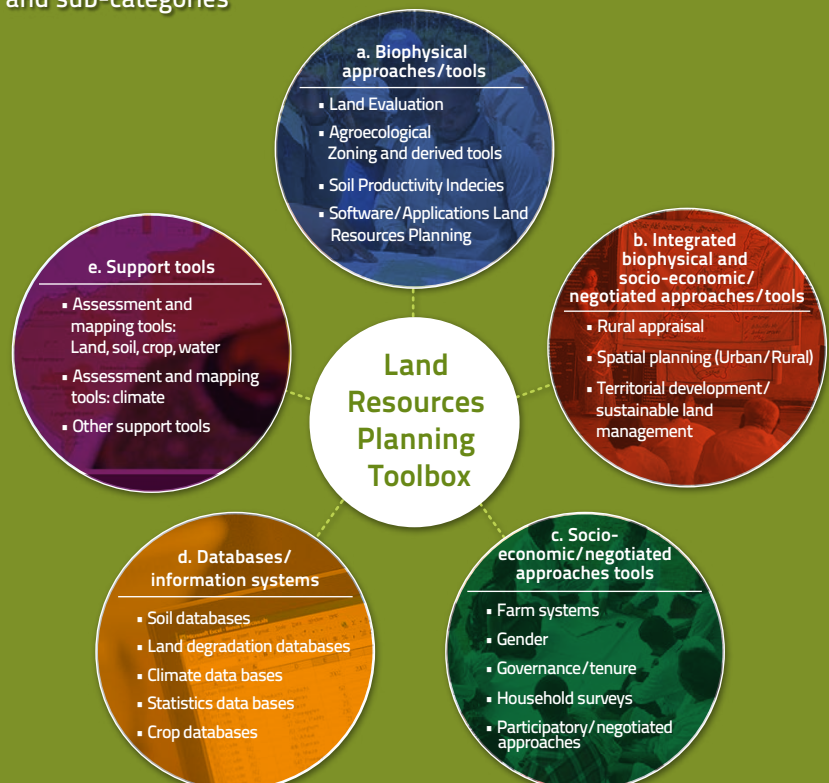 and sub-categories
a. Biophysical
approaches/tools
▪ Land Evaluation
▪ Agroecological
Zoning and derived tools
▪ Soil Productivity Indecies
▪ Software/Applications Land
Resources Planning
b. Integrated
biophysical and
socio-economic/
negotiated approaches/tools
▪ Rural appraisal
▪ Spatial planning (Urban/Rural)
▪ Territorial development/
sustainable land
management
c. Socio-
economic/negotiated
approaches tools
▪ Farm systems
▪ Gender
▪ Governance/tenure
▪ Household surveys
▪ Participatory/negotiated
approaches
d. Databases/
information systems
▪ Soil databases
▪ Land degradation databases
▪ Climate data bases
▪ Statistics data bases
▪ Crop databases
e. Support tools
▪ Assessment and
mapping tools:
Land, soil, crop, water
▪ Assessment and mapping
tools: climate
▪ Other support tools
Land
Resources
Planning
Toolbox